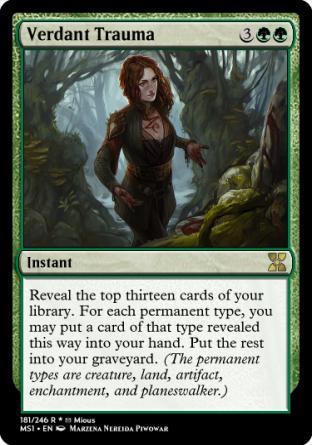 Verdant Trauma 3
Instant
Reveal the top thirteen cards of your
library. For each permanent type, you
may put a card of that type revealed
this way into your hand. Put the rest
into your graveyard. (The permanent
types are creature, land, artifact,
enchantment, and planeswalker.)
181/246 R * Mious
MS1 • EN Marzena Nereida Piwowar